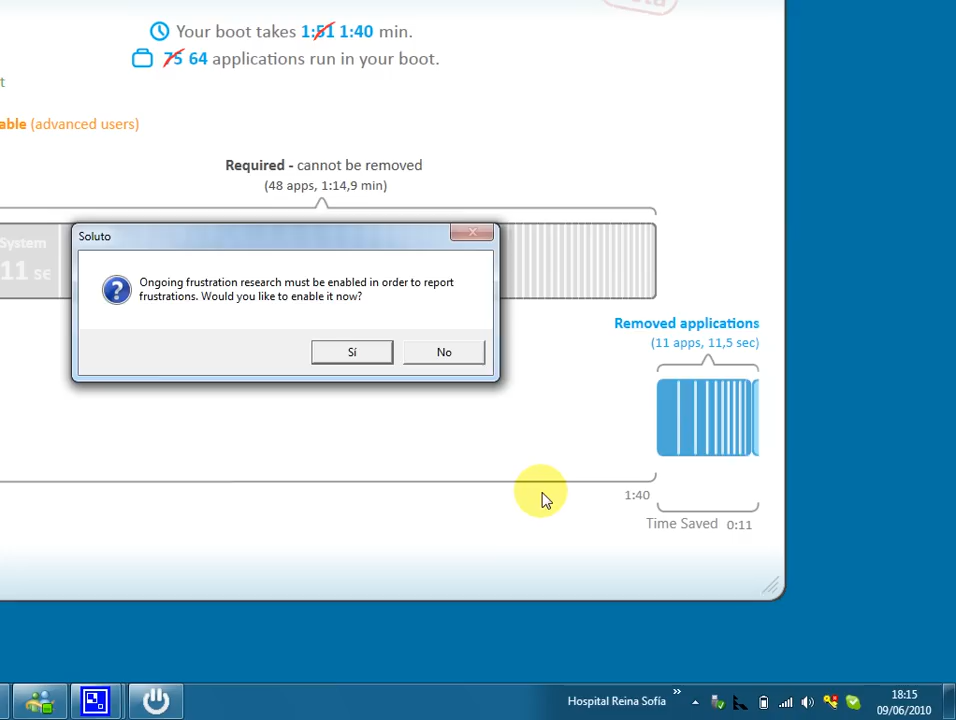 Your boot takes 1:51 1:40 min.
75 64 applications run in your boot.
t
able (advanced users)
Required - cannot be removed
(48 apps, 1:14,9 min)
System
11 se
Soluto
Ongoing frustration research must be enabled in order to report
frustrations. Would you like to enable it now?
Sí
No
Removed applications
(11 apps, 11,5 sec)
1:40
Time Saved 0:11
Hospital Reina Sofía
18:15
09/06/2010